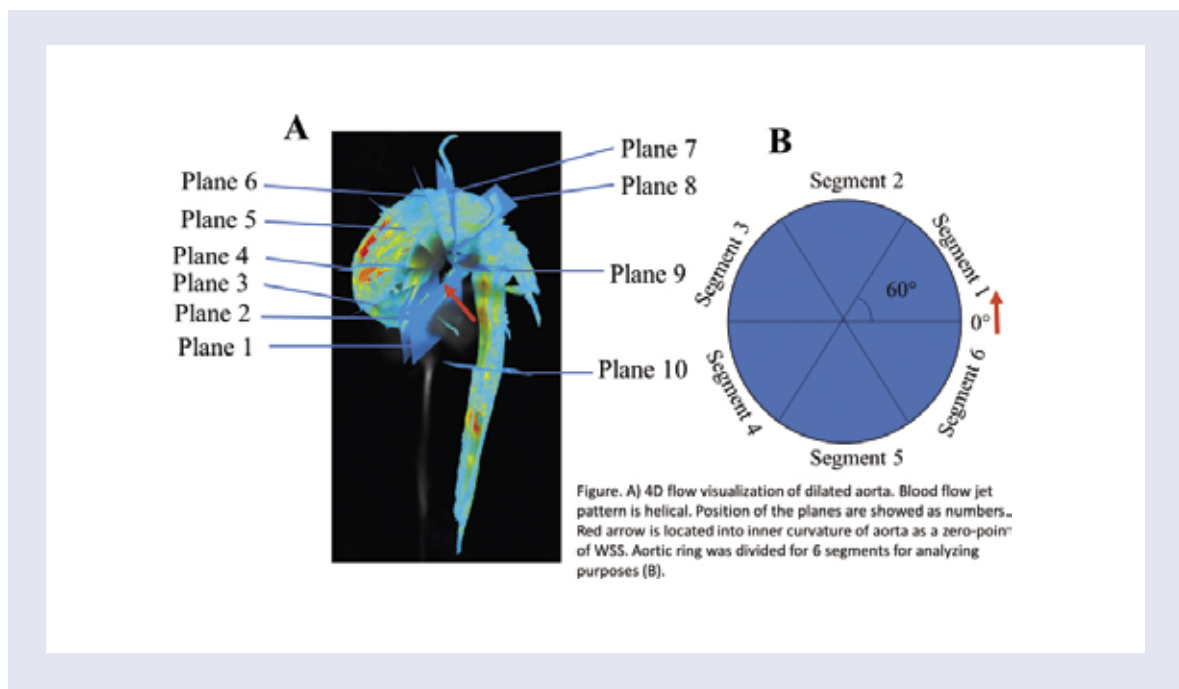 A
Plane 6
Plane 5
Plane 4
Plane 3
Plane 2
Plane 1
Plane 7
Plane 8
Plane 9
Plane 10
B
Segment 2
Segment 3
Segment 1
60°
0°
Segment 4
Segment 6
Segment 5
Figure. A) 4D flow visualization of dilated aorta. Blood flow jet
pattern is helical. Position of the planes are showed as numbers.
Red arrow is located into inner curvature of aorta as a zero-point
of WSS. Aortic ring was divided for 6 segments for analyzing
purposes (B).